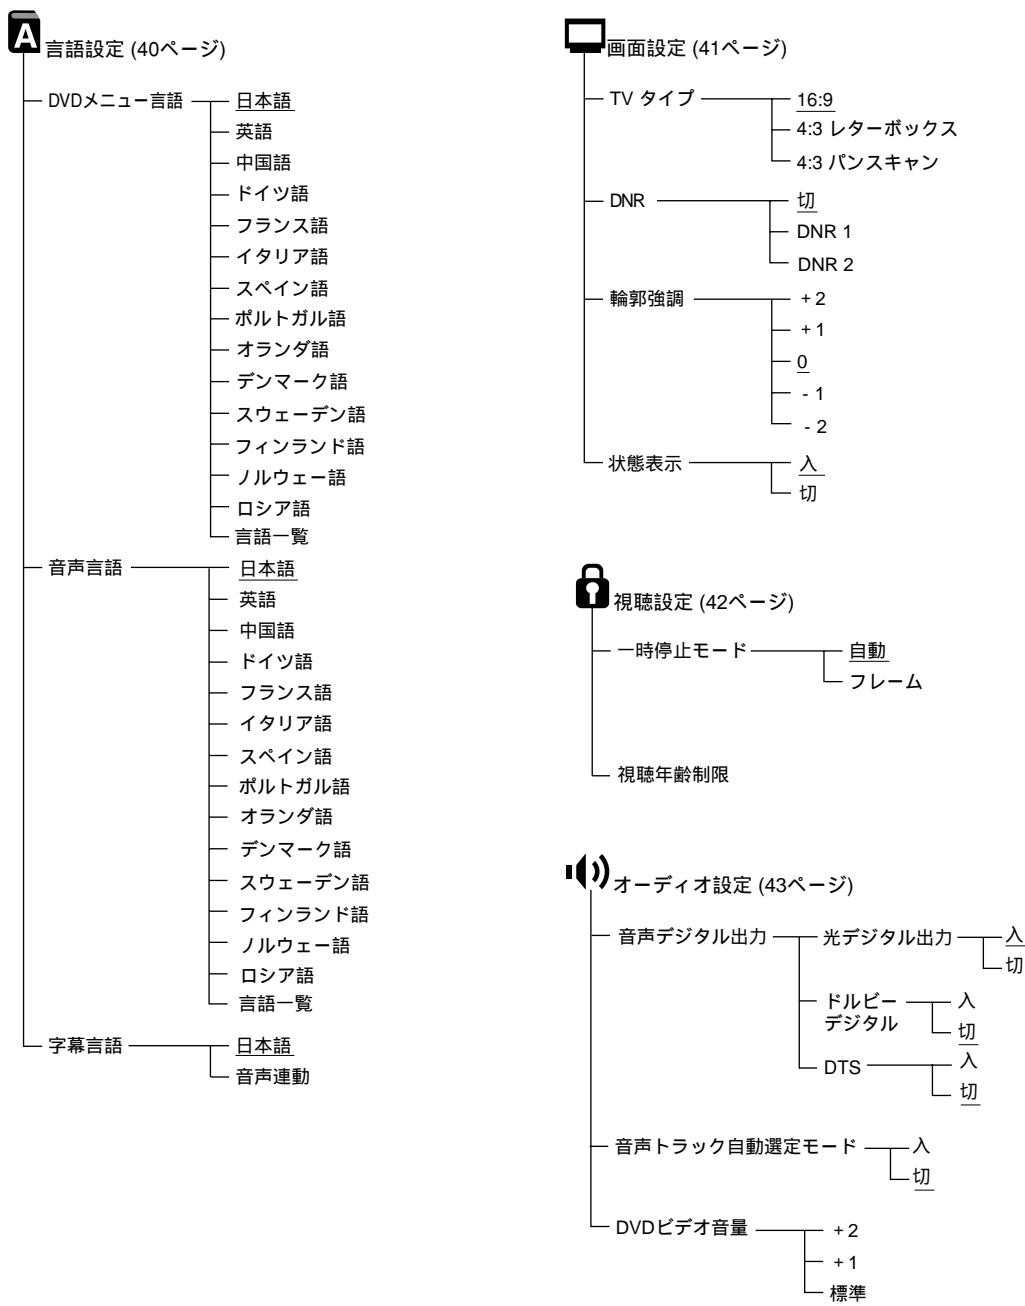 言語設定 (40ページ)
DVDメニュー言語
日本語
英語
中国語
ドイツ語
フランス語
イタリア語
スペイン語
ポルトガル語
オランダ語
デンマーク語
スウェーデン語
フィンランド語
ノルウェー語
ロシア語
言語一覧
音声言語
日本語
英語
中国語
ドイツ語
フランス語
イタリア語
スペイン語
ポルトガル語
オランダ語
デンマーク語
スウェーデン語
フィンランド語
ノルウェー語
ロシア語
言語一覧
字幕言語
日本語
音声連動
画面設定 (41ページ)
TV タイプ
16:9
4:3 レターボックス
4:3 パンスキャン
DNR
切
DNR 1
DNR 2
輪郭強調
+ 2
+ 1
0
- 1
- 2
状態表示
入
切
視聴設定 (42ページ)
一時停止モード
自動
フレーム
視聴年齢制限
オーディオ設定 (43ページ)
音声デジタル出力
光デジタル出力
入
切
ドルビー
デジタル
入
切
DTS
入
切
音声トラック自動選定モード
入
切
DVDビデオ音量
+ 2
+ 1
標準